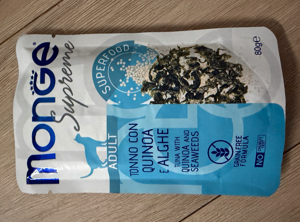 MONGE
Supreme
SUPERFOOD
80g℮
ADULT
TONNO CON
QUINOA
E ALGHE
TUNA WITH
QUINOA AND
SEAWEEDS
GRAIN FREE
FORMULA
NO